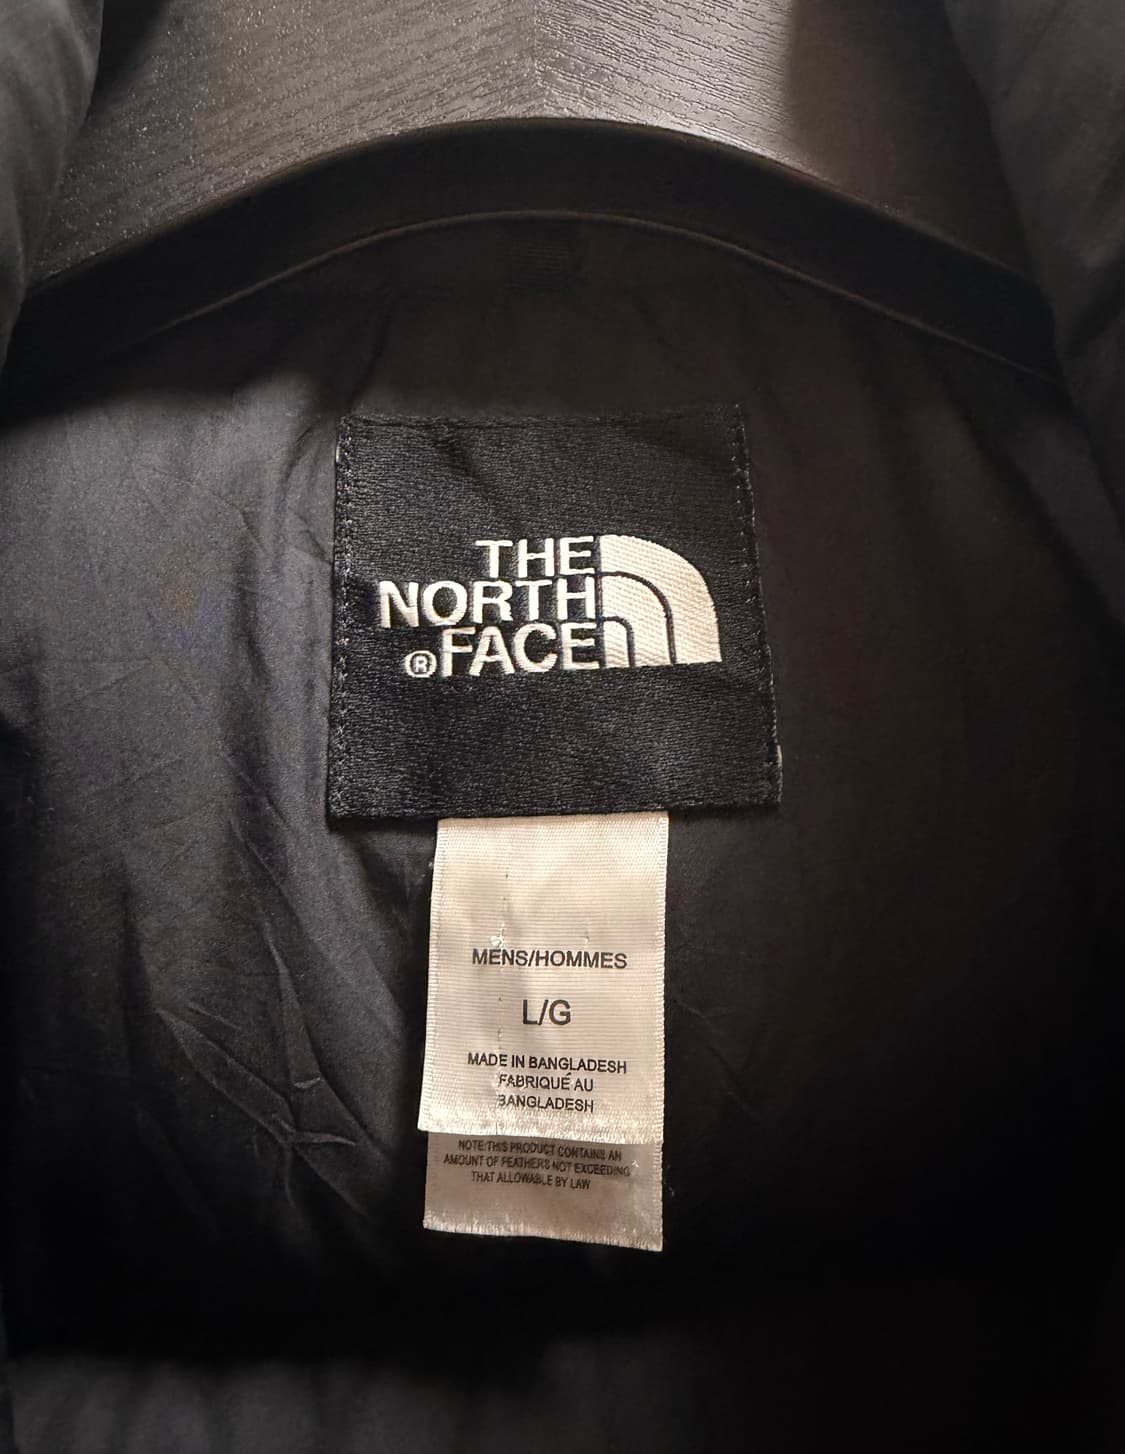 THE
NORTH
®FACE
MENS/HOMMES
L/G
MADE IN BANGLADESH
FABRIQUÉ AU
BANGLADESH
NOTE:THIS PRODUCT CONTAINS AN
AMOUNT OF FEATHERS NOT EXCEEDING
THAT ALLOWABLE BY LAW